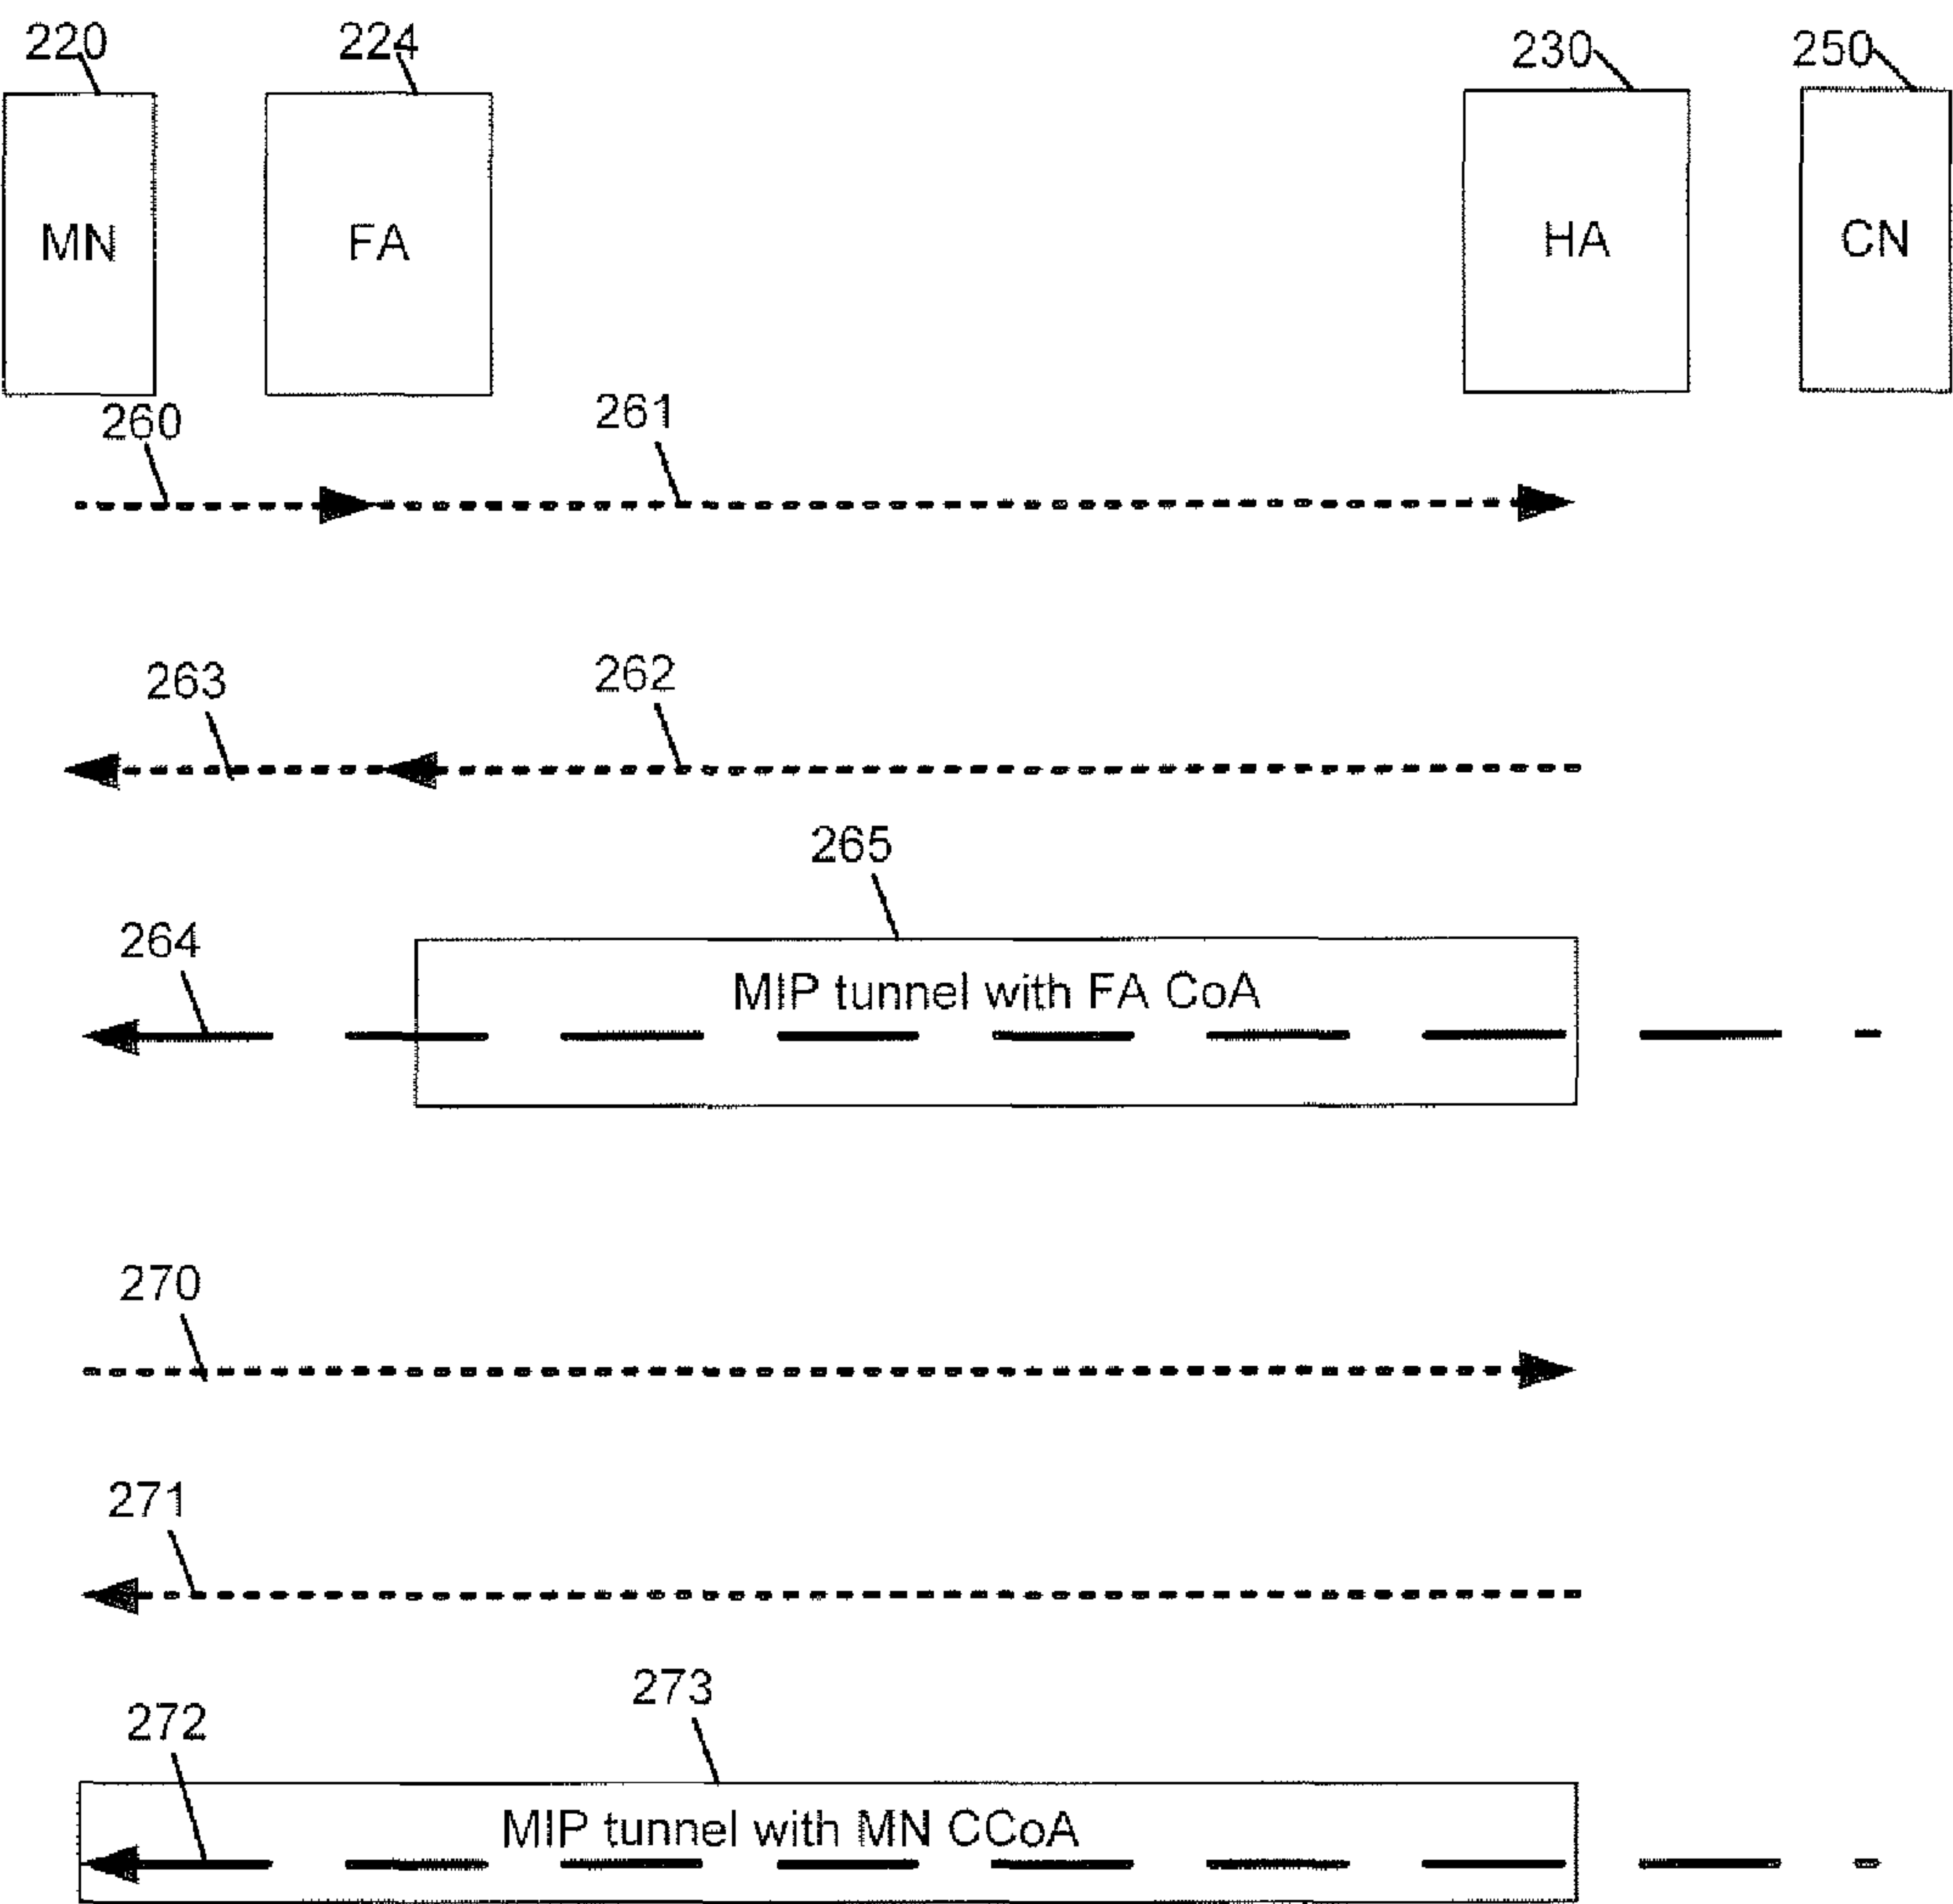 220
224
230
250
MN
FA
HA
CN
260
261
263
262
265
264
MIP tunnel with FA CoA
270
271
273
272
MIP tunnel with MN CCoA